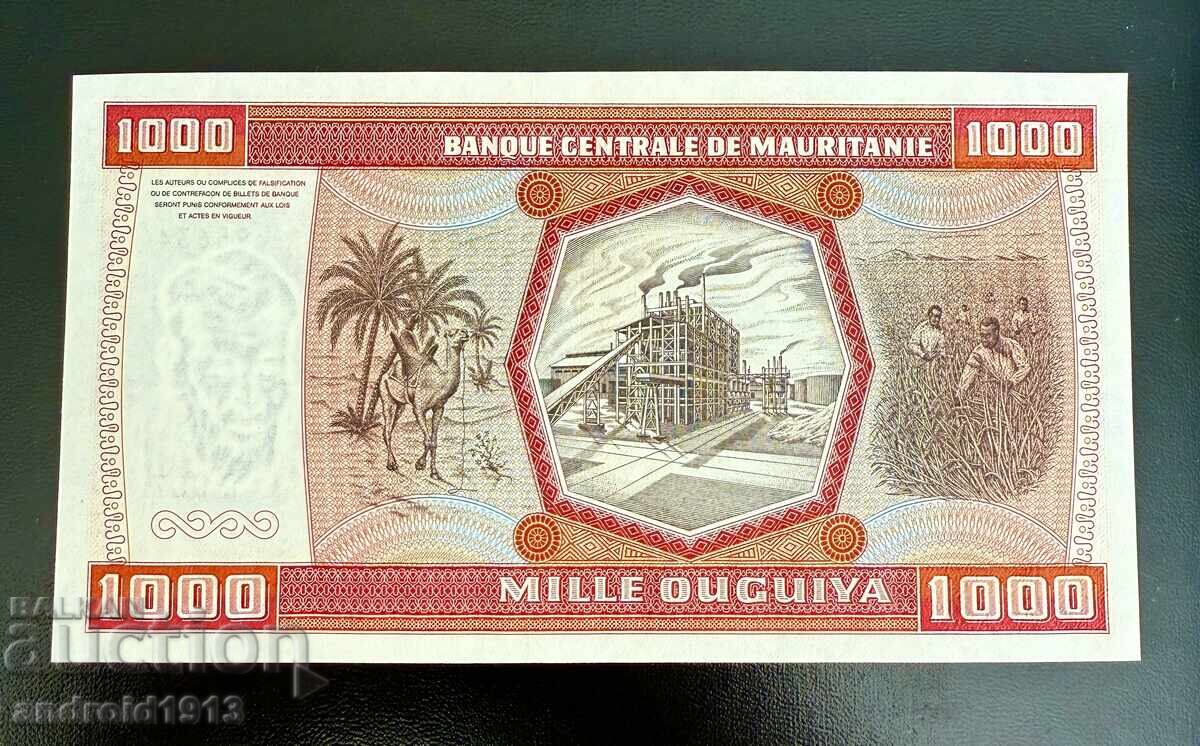 1000
BANQUE CENTRALE DE MAURITANIE
1000
LES AUTEURS OU COMPLICES DE FALSIFICATION
OU DE CONTREFACON DE BILLETS DE BANQUE
SERONT PUNIS CONFORMEMENT AUX LOIS
ET ACTES EN VIGUEUR
1000
MILLE OUGUIYA
1000
BALKAN
auction
android1913